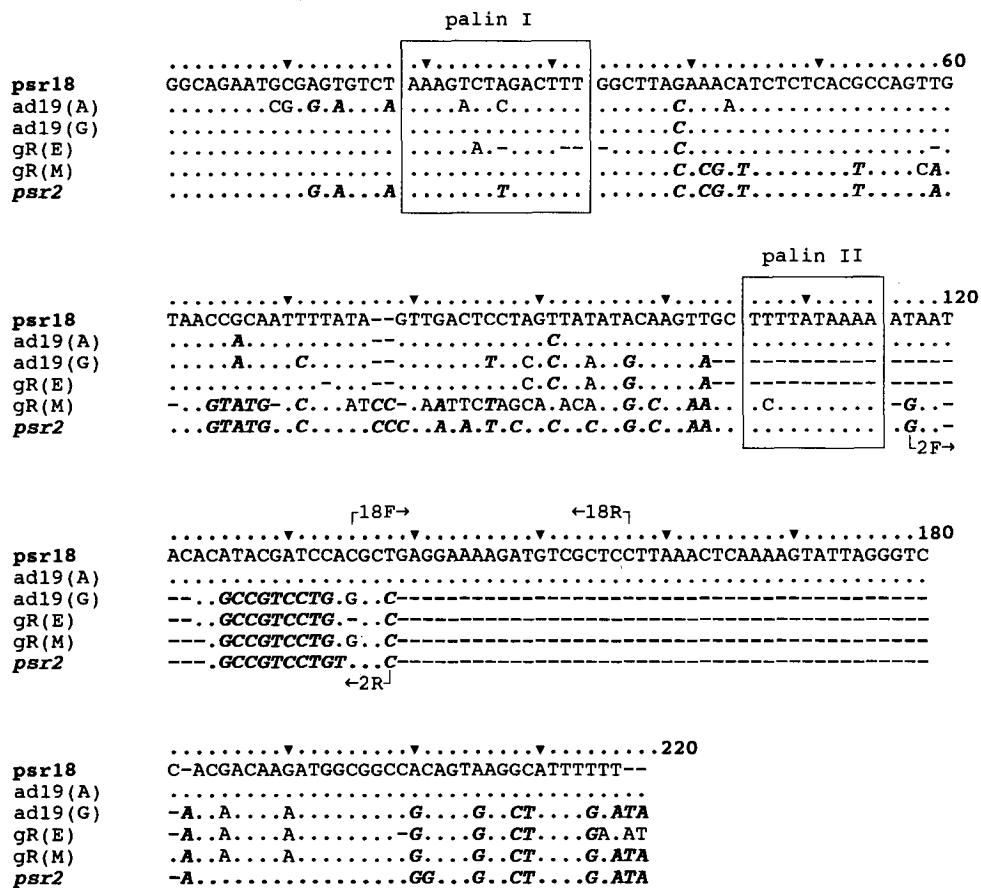 palin I
.........▼........ .▼.........▼.. .......▼.........▼.........60
psr18 GGCAGAATGCGAGTGTCT AAAGTCTAGACTTT GGCTTAGAAACATCTCTCACGCCAGTTG
ad19(A) ........CG.G.A...A ....A..C...... ......C...A.................
ad19(G) .................. .............. ......C.....................
gR(E) .................. .....A.-....-- -.....C...................-.
gR(M) .................. .............. ......C.CG.T........T....CA.
psr2 ...........G.A...A .......T...... ......C.CG.T........T.....A.
palin II
.........▼.........▼.........▼.........▼..... ....▼..... ....120
psr18 TAACCGCAATTTTATA--GTTGACTCCTAGTTATATACAAGTTGC TTTTATAAAA ATAAT
ad19(A) .....A..........--............C.............. .......... .....
ad19(G) .....A....C.....--.......T..C.C..A..G.....A-- ---------- -----
gR(E) ............-...--..........C.C..A..G.....A-- ---------- -----
gR(M) -..GTATG-.C...ATCC-.AATTCTAGCA.ACA..G.C..AA.. .C........ -G..-
psr2 ...GTATG..C.....CCC..A.A.T.C..C..C..G.C..AA.. .......... .G..-
2F→
18F→ ←18R
.........▼.........▼.........▼.........▼.........▼.........180
psr18 ACACATACGATCCACGCTGAGGAAAAGATGTCGCTCCTTAAACTCAAAAGTATTAGGGTC
ad19(A) ............................................................
ad19(G) --..GCCGTCCTG.G..C------------------------------------------
gR(E) --..GCCGTCCTG.-..C------------------------------------------
gR(M) ---.GCCGTCCTG.G..C------------------------------------------
psr2 ---.GCCGTCCTGT...C------------------------------------------
←2R
.........▼.........▼.........▼.........220
psr18 C-ACGACAAGATGGCGGCCACAGTAAGGCATTTTTT--
ad19(A) ......................................
ad19(G) -A..A....A.........G....G..CT....G.ATA
gR(E) -A..A....A........-G....G..CT....GA.AT
gR(M) .A..A....A.........G....G..CT....G.ATA
psr2 -A.................GG...G..CT....G.ATA